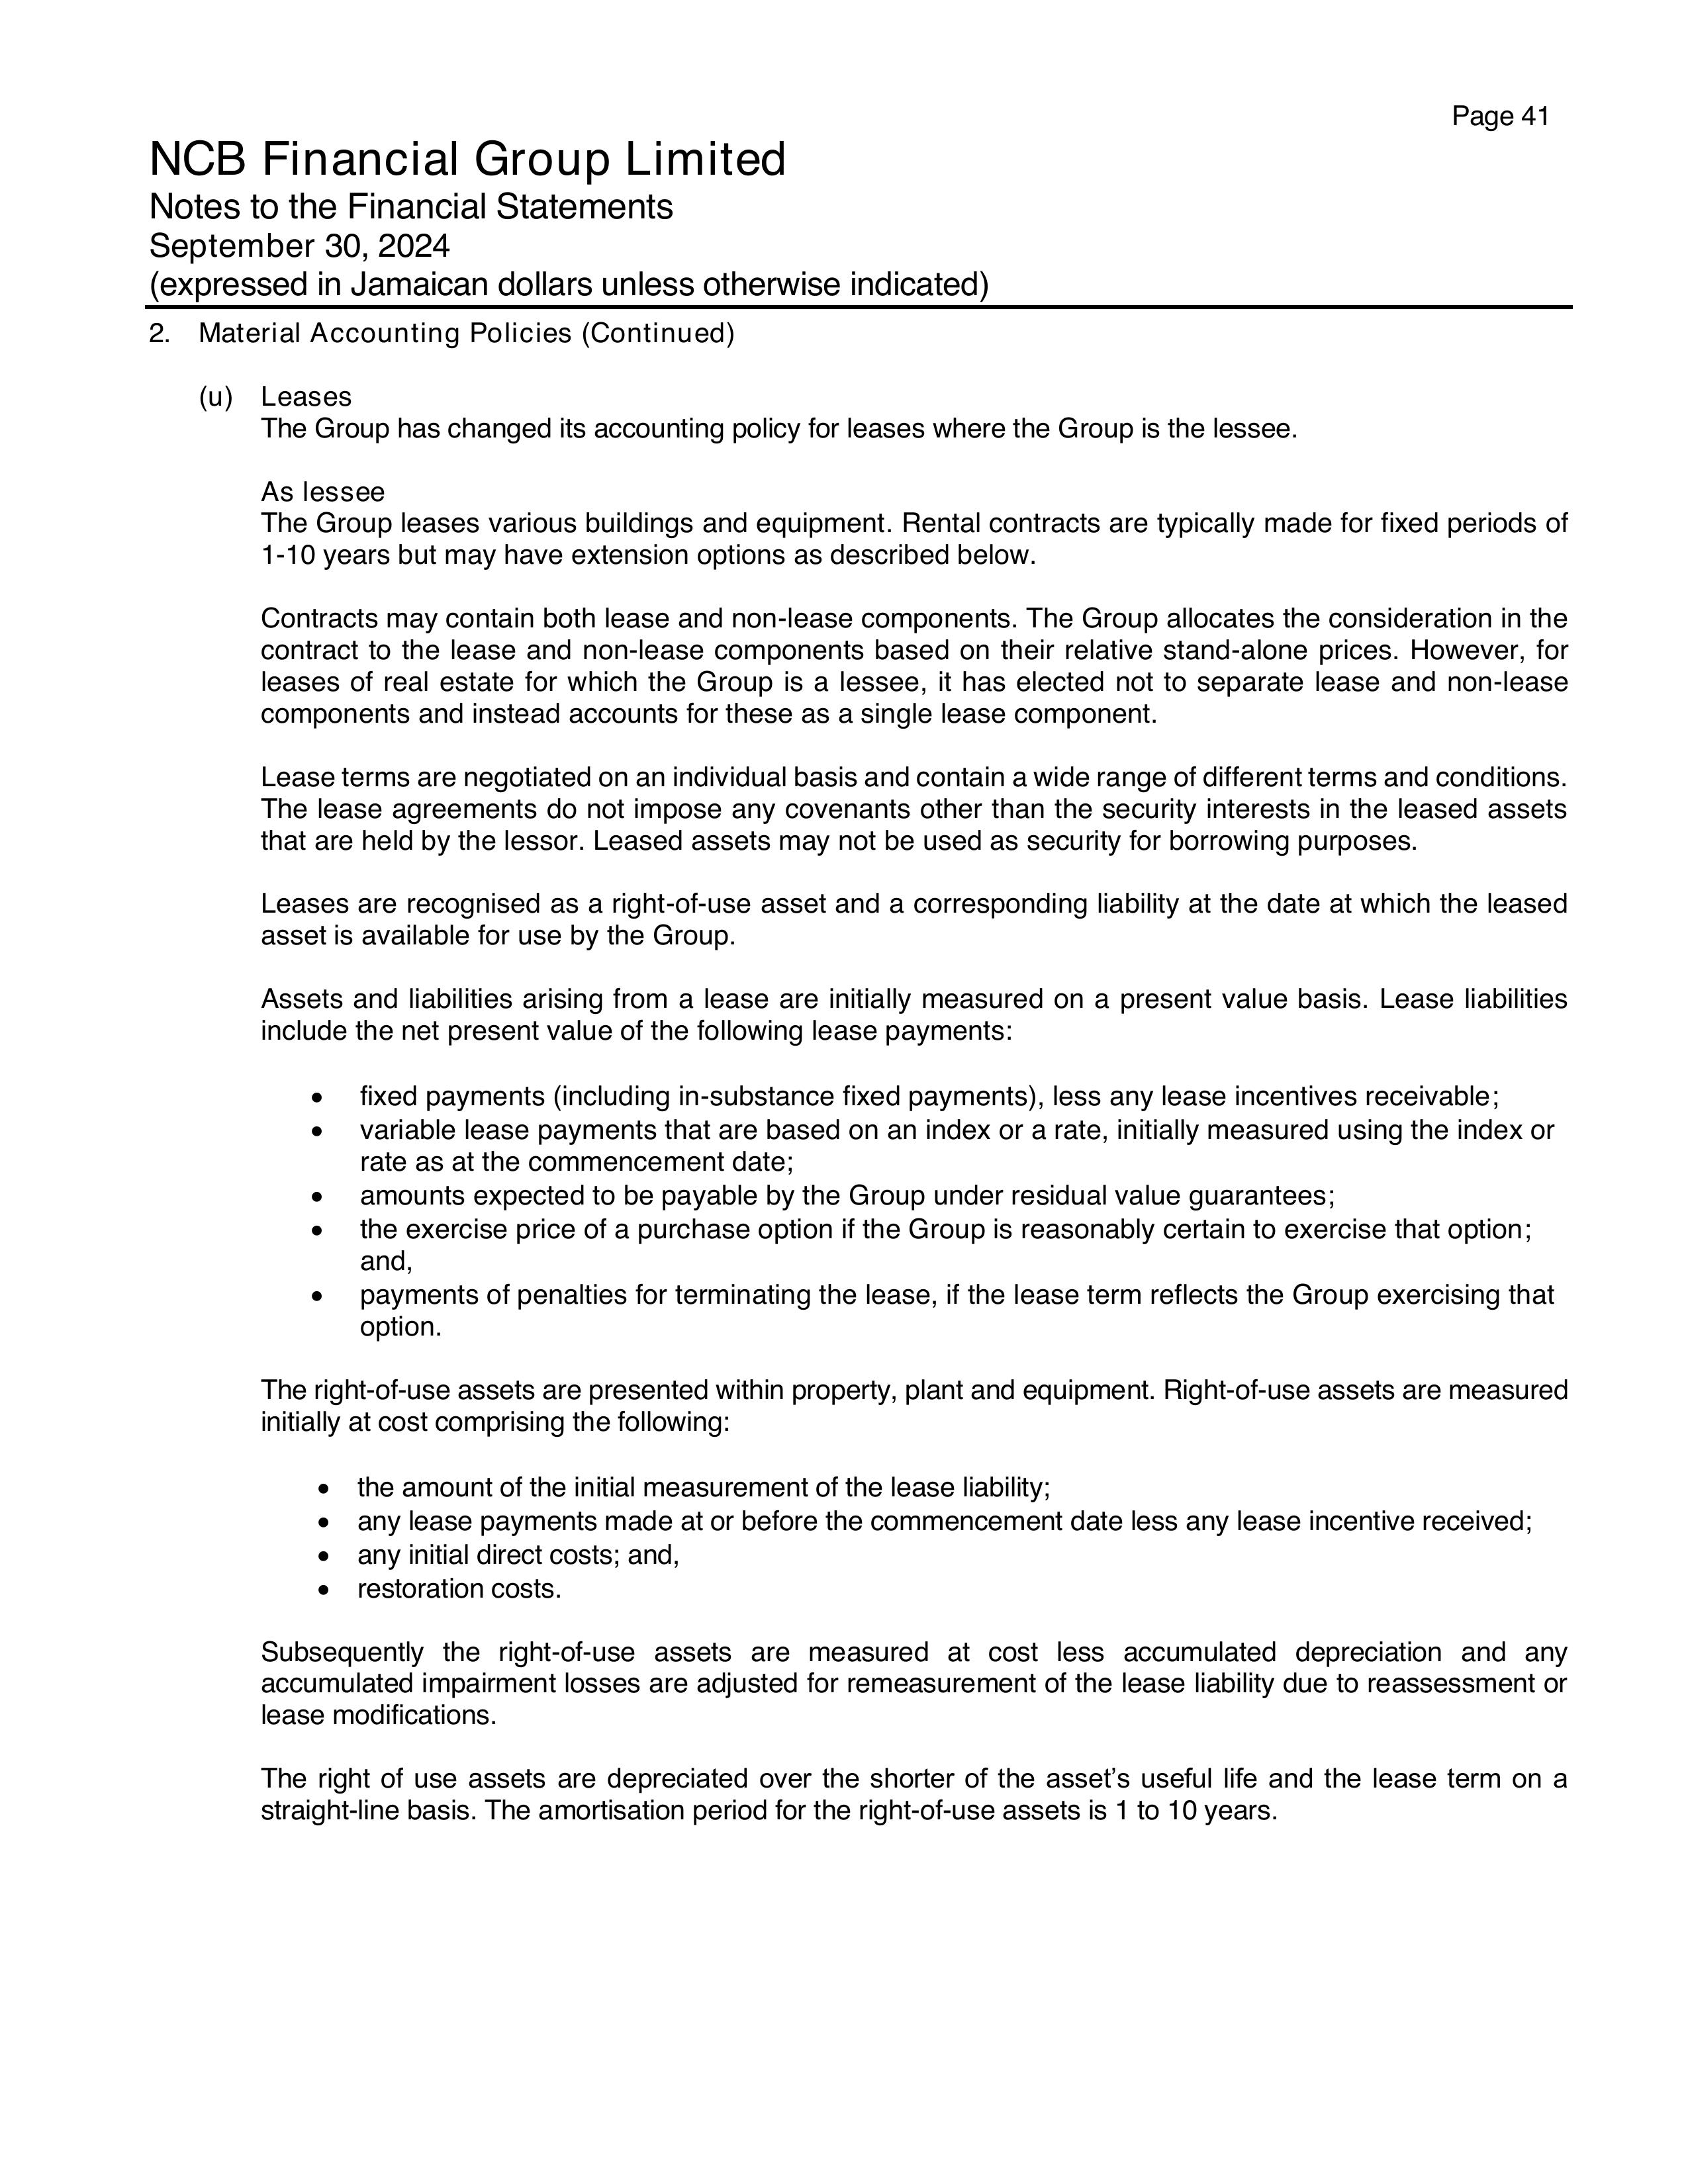 Page 41
NCB Financial Group Limited
Notes to the Financial Statements
September 30, 2024
(expressed in Jamaican dollars unless otherwise indicated)
2. Material Accounting Policies (Continued)
(u) Leases
The Group has changed its accounting policy for leases where the Group is the lessee.
As lessee
The Group leases various buildings and equipment. Rental contracts are typically made for fixed periods of
1-10 years but may have extension options as described below.
Contracts may contain both lease and non-lease components. The Group allocates the consideration in the
contract to the lease and non-lease components based on their relative stand-alone prices. However, for
leases of real estate for which the Group is a lessee, it has elected not to separate lease and non-lease
components and instead accounts for these as a single lease component.
Lease terms are negotiated on an individual basis and contain a wide range of different terms and conditions.
The lease agreements do not impose any covenants other than the security interests in the leased assets
that are held by the lessor. Leased assets may not be used as security for borrowing purposes.
Leases are recognised as a right-of-use asset and a corresponding liability at the date at which the leased
asset is available for use by the Group.
Assets and liabilities arising from a lease are initially measured on a present value basis. Lease liabilities
include the net present value of the following lease payments:
• fixed payments (including in-substance fixed payments), less any lease incentives receivable;
• variable lease payments that are based on an index or a rate, initially measured using the index or
rate as at the commencement date;
• amounts expected to be payable by the Group under residual value guarantees;
• the exercise price of a purchase option if the Group is reasonably certain to exercise that option;
and,
• payments of penalties for terminating the lease, if the lease term reflects the Group exercising that
option.
The right-of-use assets are presented within property, plant and equipment. Right-of-use assets are measured
initially at cost comprising the following:
• the amount of the initial measurement of the lease liability;
• any lease payments made at or before the commencement date less any lease incentive received;
• any initial direct costs; and,
• restoration costs.
Subsequently the right-of-use assets are measured at cost less accumulated depreciation and any
accumulated impairment losses are adjusted for remeasurement of the lease liability due to reassessment or
lease modifications.
The right of use assets are depreciated over the shorter of the asset’s useful life and the lease term on a
straight-line basis. The amortisation period for the right-of-use assets is 1 to 10 years.